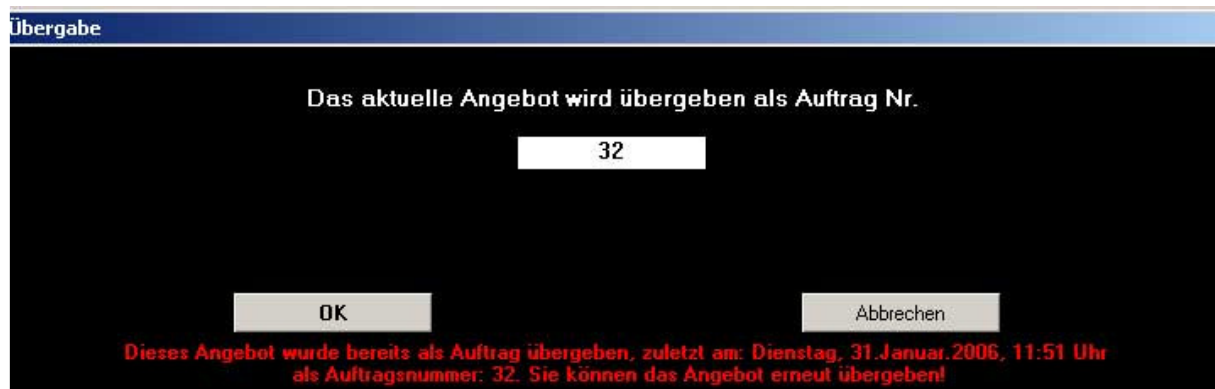 Übergabe
Das aktuelle Angebot wird übergeben als Auftrag Nr.
32
OK Abbrechen
Dieses Angebot wurde bereits als Auftrag übergeben, zuletzt am: Dienstag, 31.Januar.2006, 11:51 Uhr
als Auftragsnummer: 32. Sie können das Angebot erneut übergeben!